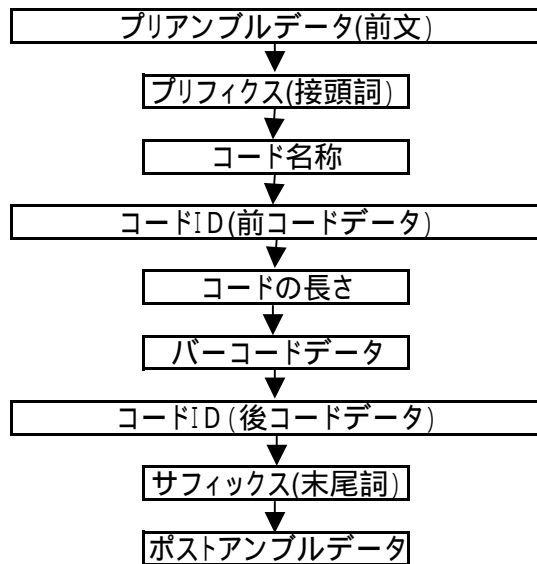 プリアンブルデータ(前文)
プリフィクス(接頭詞)
コード名称
コードID(前コードデータ)
コードの長さ
バーコードデータ
コードID(後コードデータ)
サフィックス(末尾詞)
ポストアンブルデータ